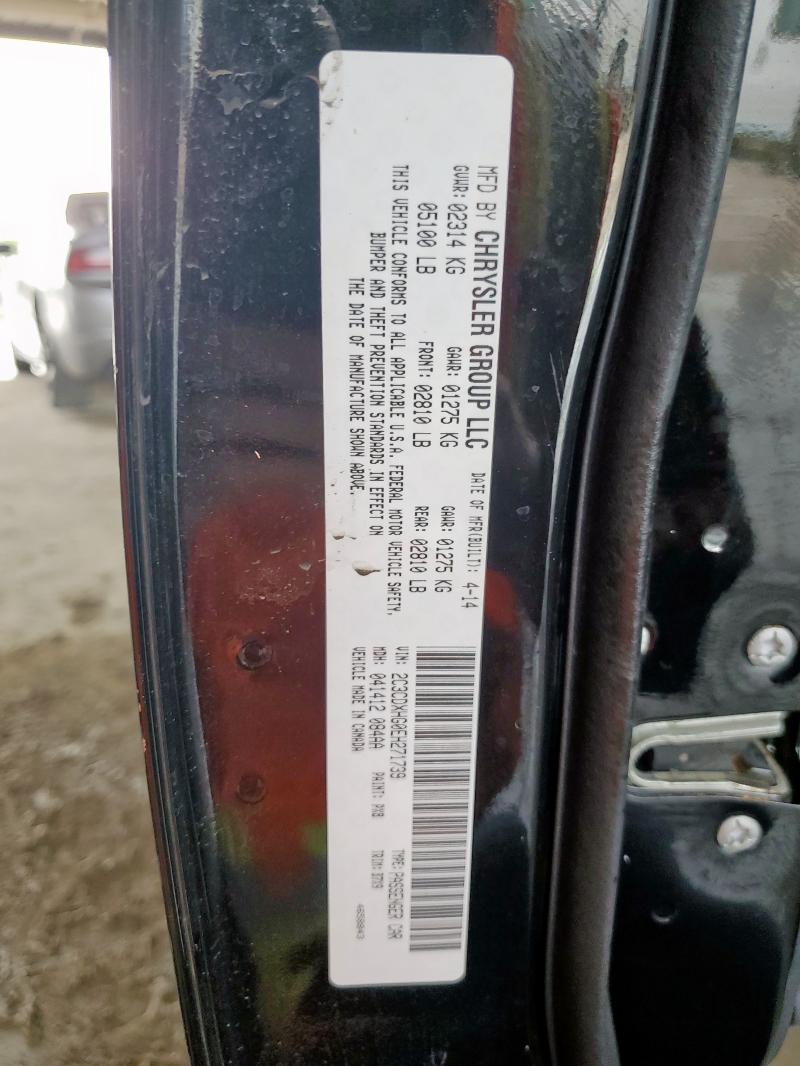 MFD BY CHRYSLER GROUP LLC DATE OF MFR(BUILT): 4-14
GVWR: 02314 KG GAWR: 01275 KG GAWR: 01275 KG
05100 LB FRONT: 02810 LB REAR: 02810 LB
THIS VEHICLE CONFORMS TO ALL APPLICABLE U.S.A. FEDERAL MOTOR VEHICLE SAFETY,
BUMPER AND THEFT PREVENTION STANDARDS IN EFFECT ON
THE DATE OF MANUFACTURE SHOWN ABOVE.
VIN: 2C3CDXHG0EH271739 TYPE: PASSENGER CAR
MDH: 041412 084AA PAINT: PX8 TRIM: B7X9
VEHICLE MADE IN CANADA